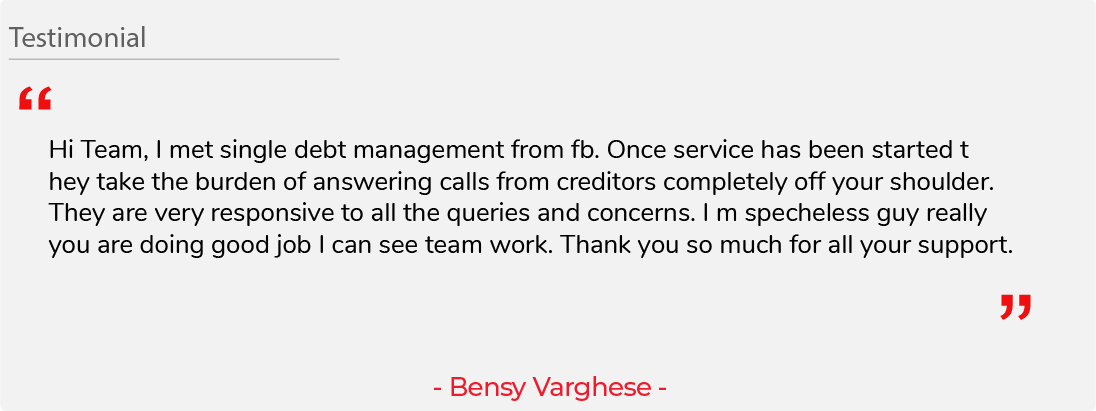 Testimonial
“
Hi Team, I met single debt management from fb. Once service has been started t
hey take the burden of answering calls from creditors completely off your shoulder.
They are very responsive to all the queries and concerns. I m specheless guy really
you are doing good job I can see team work. Thank you so much for all your support.
”
- Bensy Varghese -